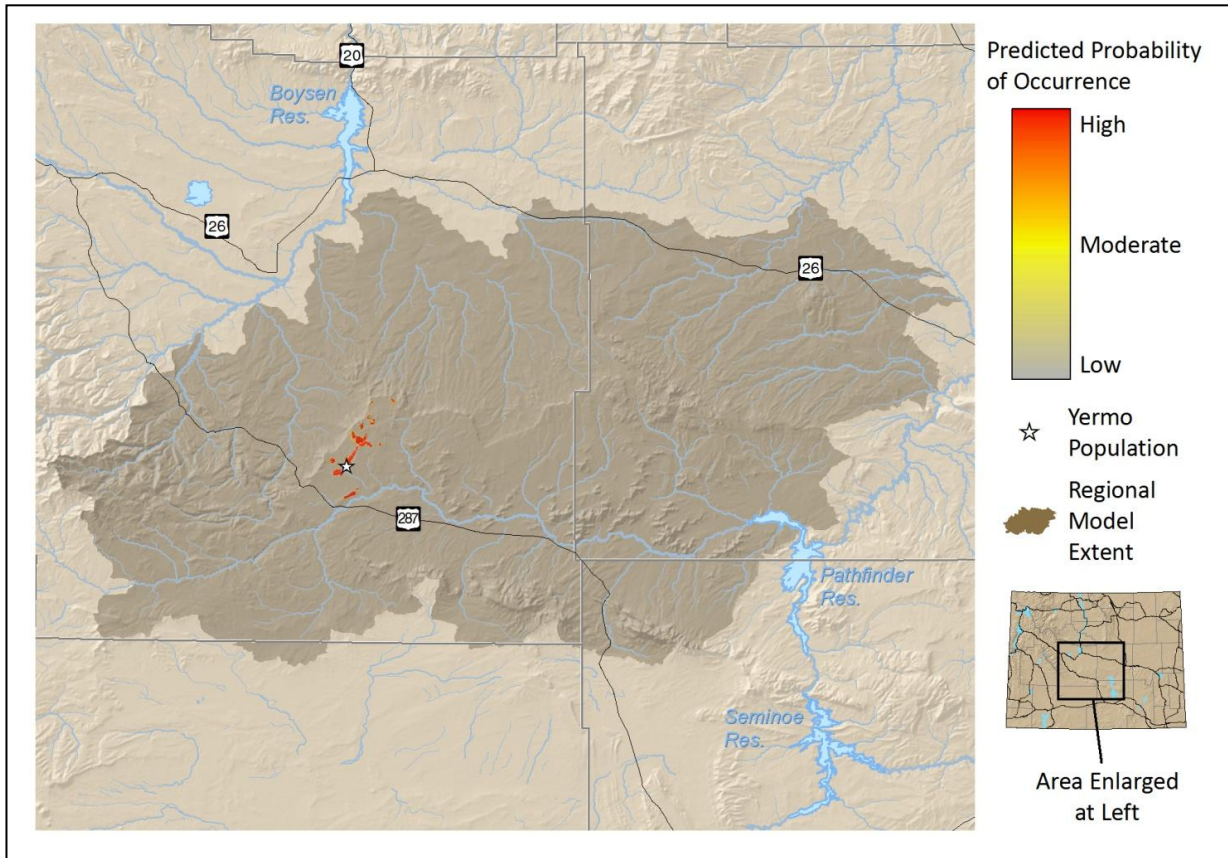 20
Boysen
Res.
26
26
287
Pathfinder
Res.
Seminoe
Res.
Predicted Probability
of Occurrence
High
Moderate
Low
Yermo
Population
Regional
Model
Extent
Area Enlarged
at Left